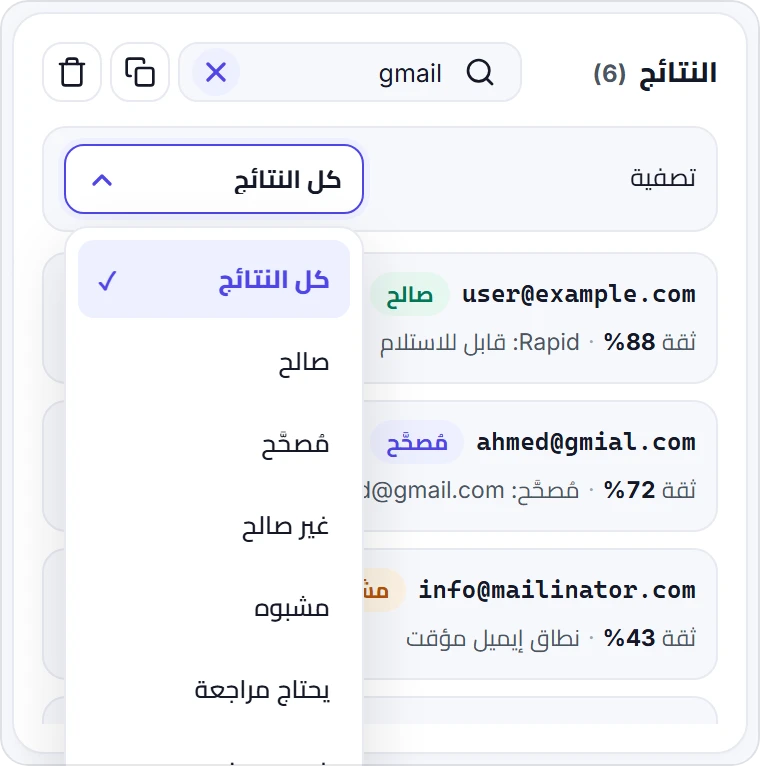 النتائج (6)
gmail
تصفية
كل النتائج
كل النتائج
صالح
مُصحَّح
غير صالح
مشبوه
يحتاج مراجعة
user@example.com صالح
ثقة 88% · Rapid: قابل للاستلام
ahmed@gmial.com مُصحَّح
ثقة 72% · مُصحَّح: d@gmail.com
info@mailinator.com
ثقة 43% · نطاق إيميل مؤقت